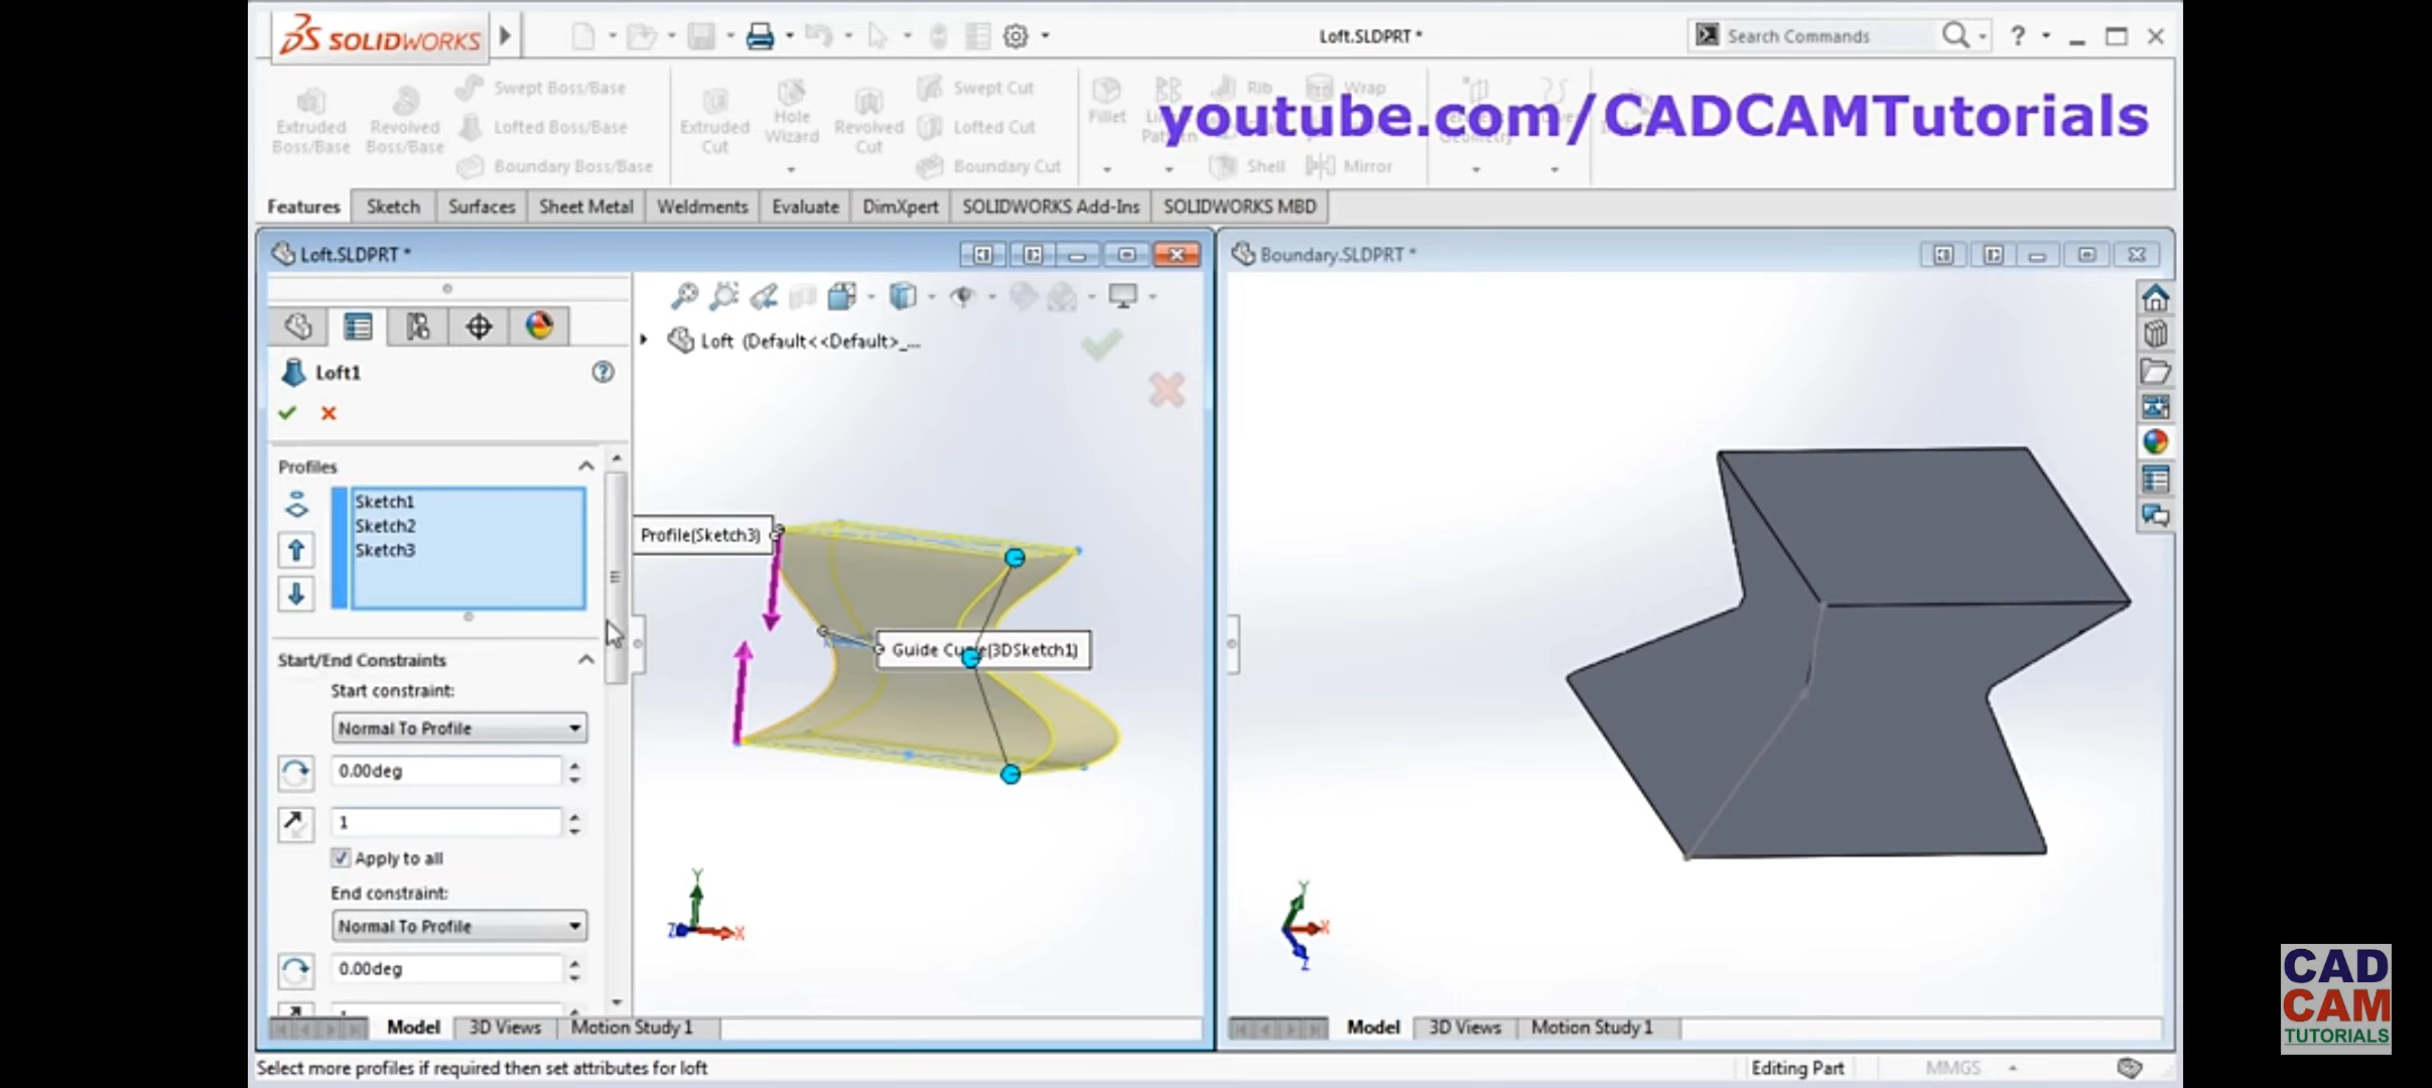 SOLIDWORKS
Loft.SLDPRT *
Search Commands
?
Extruded Boss/Base
Revolved Boss/Base
Swept Boss/Base
Lofted Boss/Base
Boundary Boss/Base
Extruded Cut
Hole Wizard
Revolved Cut
Swept Cut
Lofted Cut
Boundary Cut
Fillet
Rib
Wrap
Shell
Mirror
youtube.com/CADCAMTutorials
Features
Sketch
Surfaces
Sheet Metal
Weldments
Evaluate
DimXpert
SOLIDWORKS Add-Ins
SOLIDWORKS MBD
Loft.SLDPRT *
Loft (Default<<Default>_...
Loft1
Profiles
Sketch1
Sketch2
Sketch3
Start/End Constraints
Start constraint:
Normal To Profile
0.00deg
1
Apply to all
End constraint:
Normal To Profile
0.00deg
Profile(Sketch3)
Guide Curve(3DSketch1)
Y
Z
X
Model
3D Views
Motion Study 1
Boundary.SLDPRT *
Y
X
Z
Model
3D Views
Motion Study 1
Select more profiles if required then set attributes for loft
Editing Part
MMGS
CAD
CAM
TUTORIALS